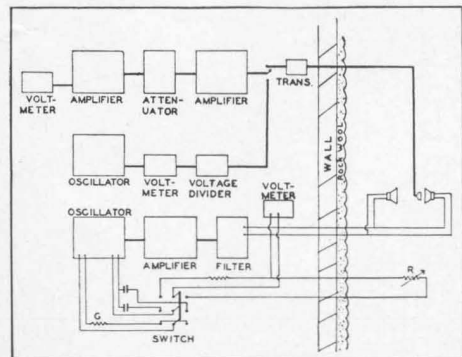 VOLT-
METER
AMPLIFIER
ATTEN-
UATOR
AMPLIFIER
TRANS.
WALL
ROCK WOOL
OSCILLATOR
VOLT-
METER
VOLTAGE
DIVIDER
VOLT-
METER
OSCILLATOR
AMPLIFIER
FILTER
R
G
SWITCH